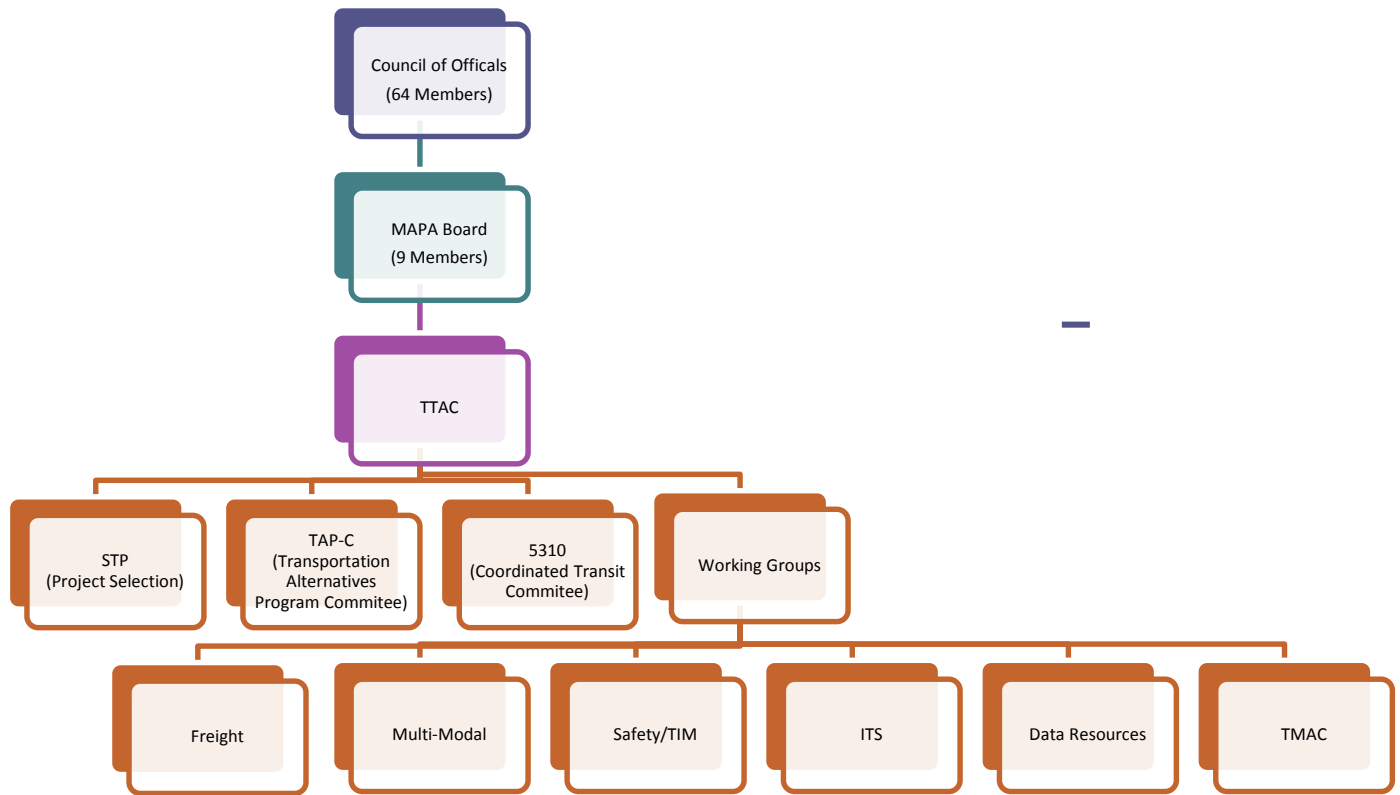 Council of Officals
(64 Members)
MAPA Board
(9 Members)
TTAC
STP
(Project Selection)
TAP-C
(Transportation
Alternatives
Program Commitee)
5310
(Coordinated Transit
Commitee)
Working Groups
Freight
Multi-Modal
Safety/TIM
ITS
Data Resources
TMAC